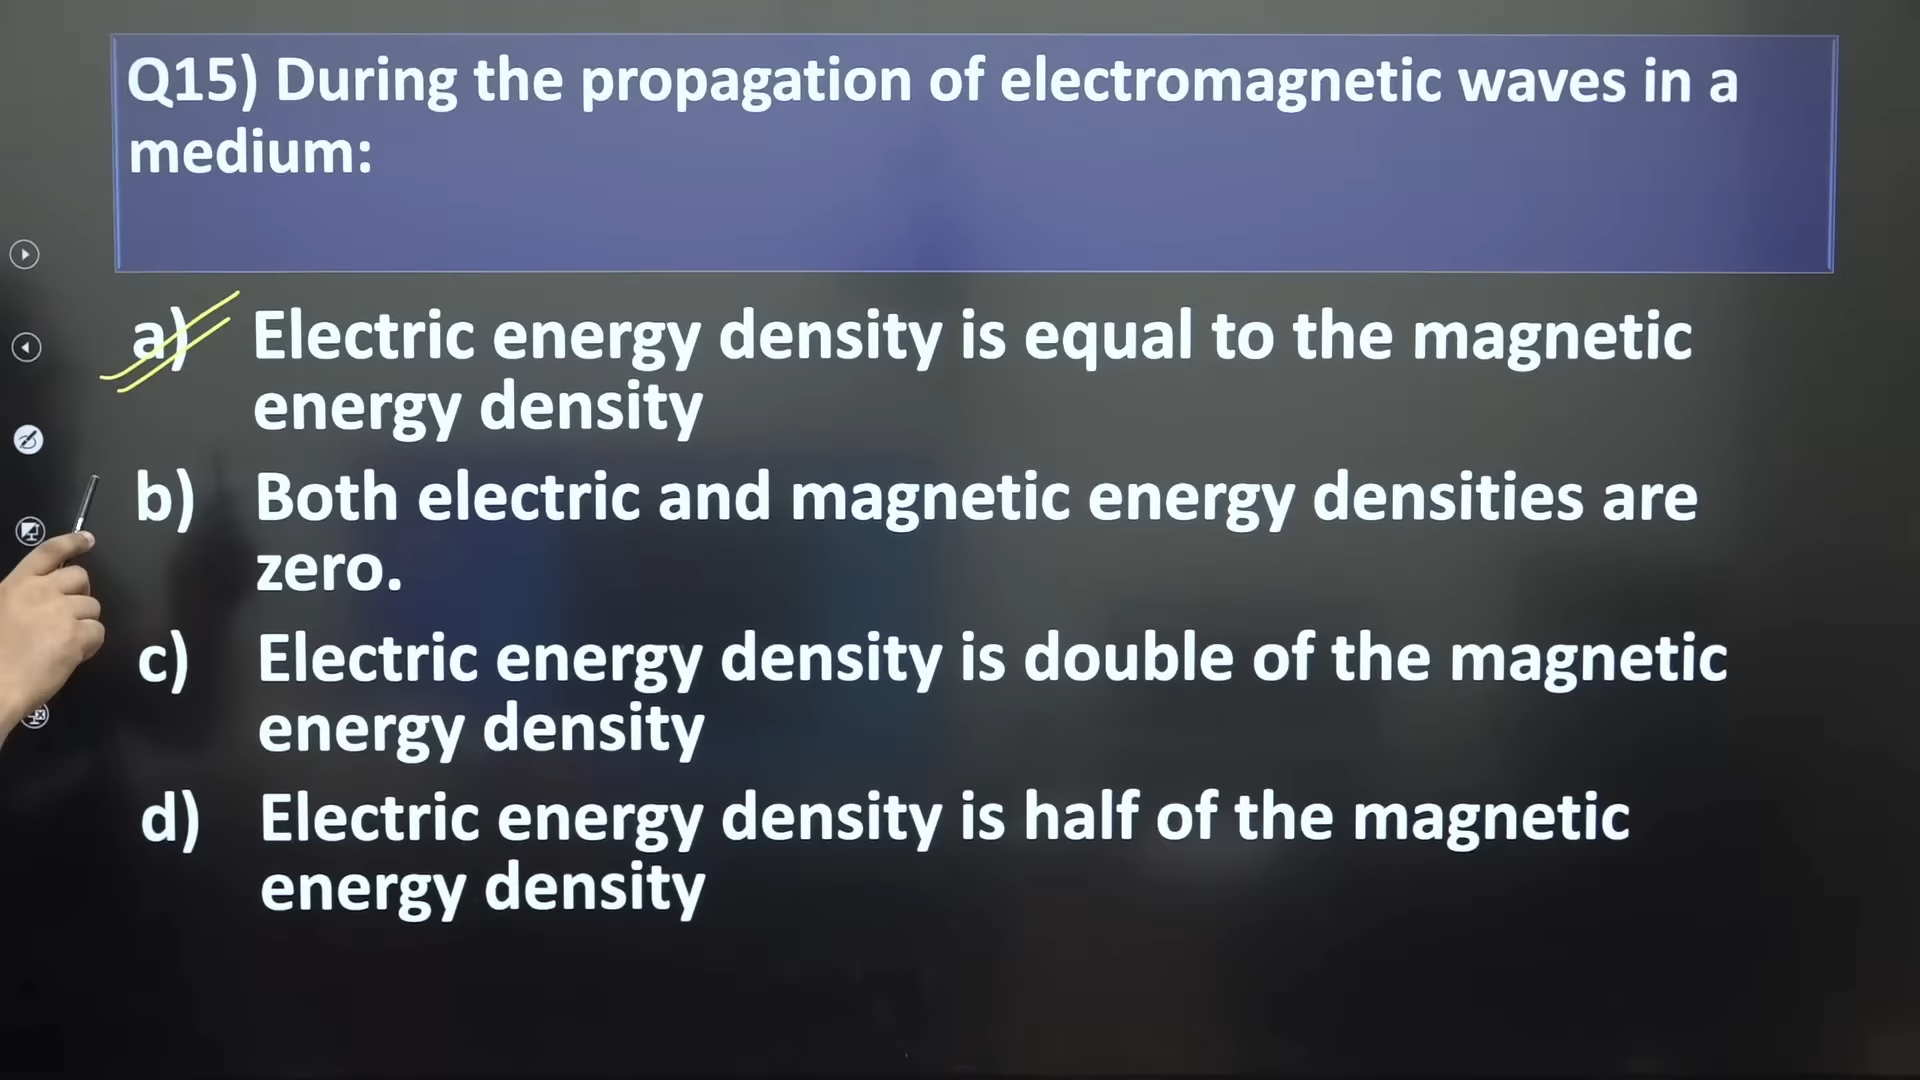 Q15) During the propagation of electromagnetic waves in a
medium:
a) Electric energy density is equal to the magnetic
energy density
b) Both electric and magnetic energy densities are
zero.
c) Electric energy density is double of the magnetic
energy density
d) Electric energy density is half of the magnetic
energy density